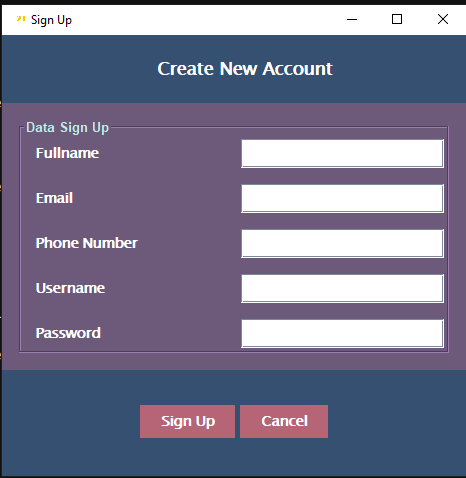 Sign Up
Create New Account
Data Sign Up
Fullname
Email
Phone Number
Username
Password
Sign Up Cancel